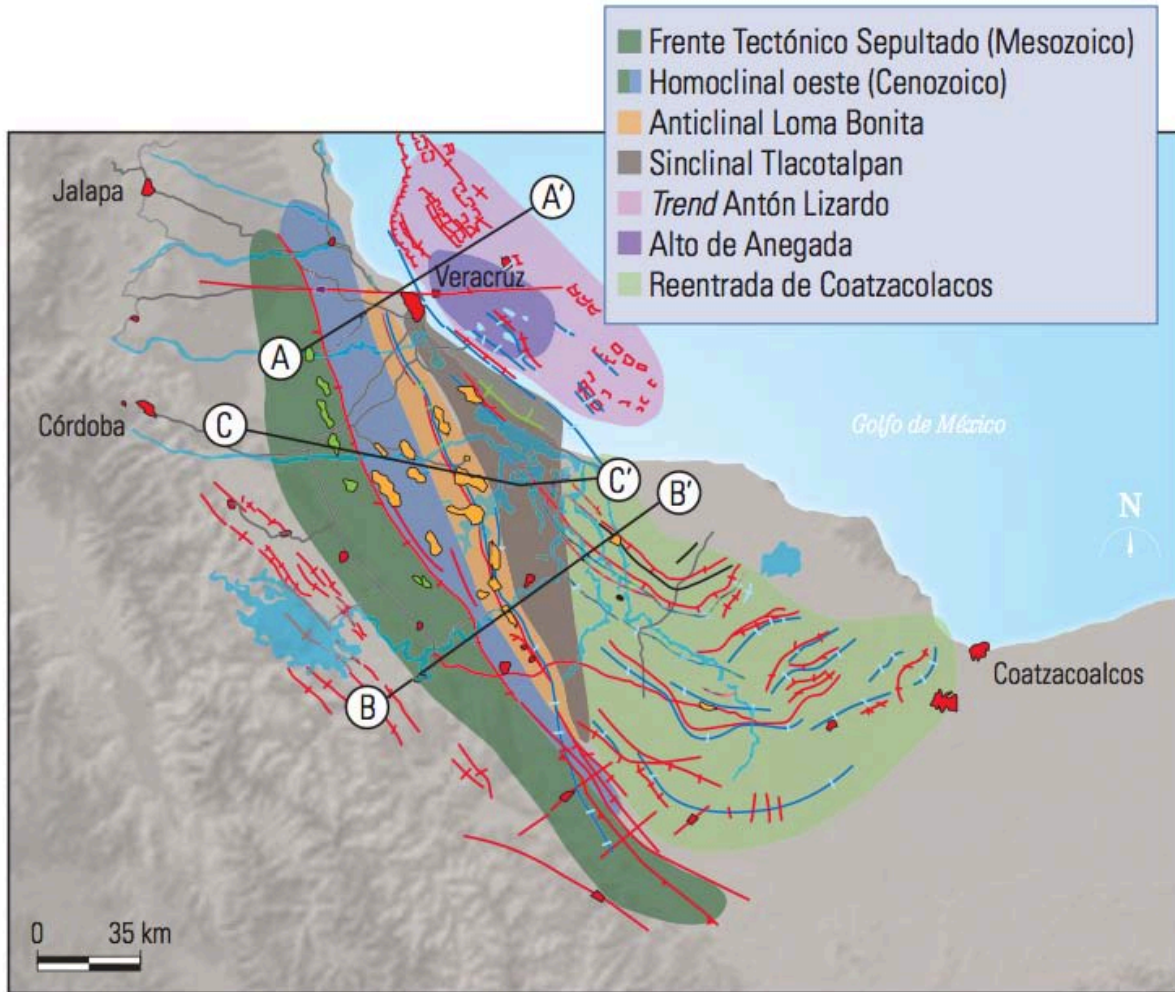 Frente Tectónico Sepultado (Mesozoico)
Homoclinal oeste (Cenozoico)
Anticlinal Loma Bonita
Sinclinal Tlacotalpan
Trend Antón Lizardo
Alto de Anegada
Reentrada de Coatzacolacos
Jalapa
A'
Veracrúz
A
Córdoba
C
Golfo de México
C'
B'
N
Coatzacoalcos
B
0 35 km